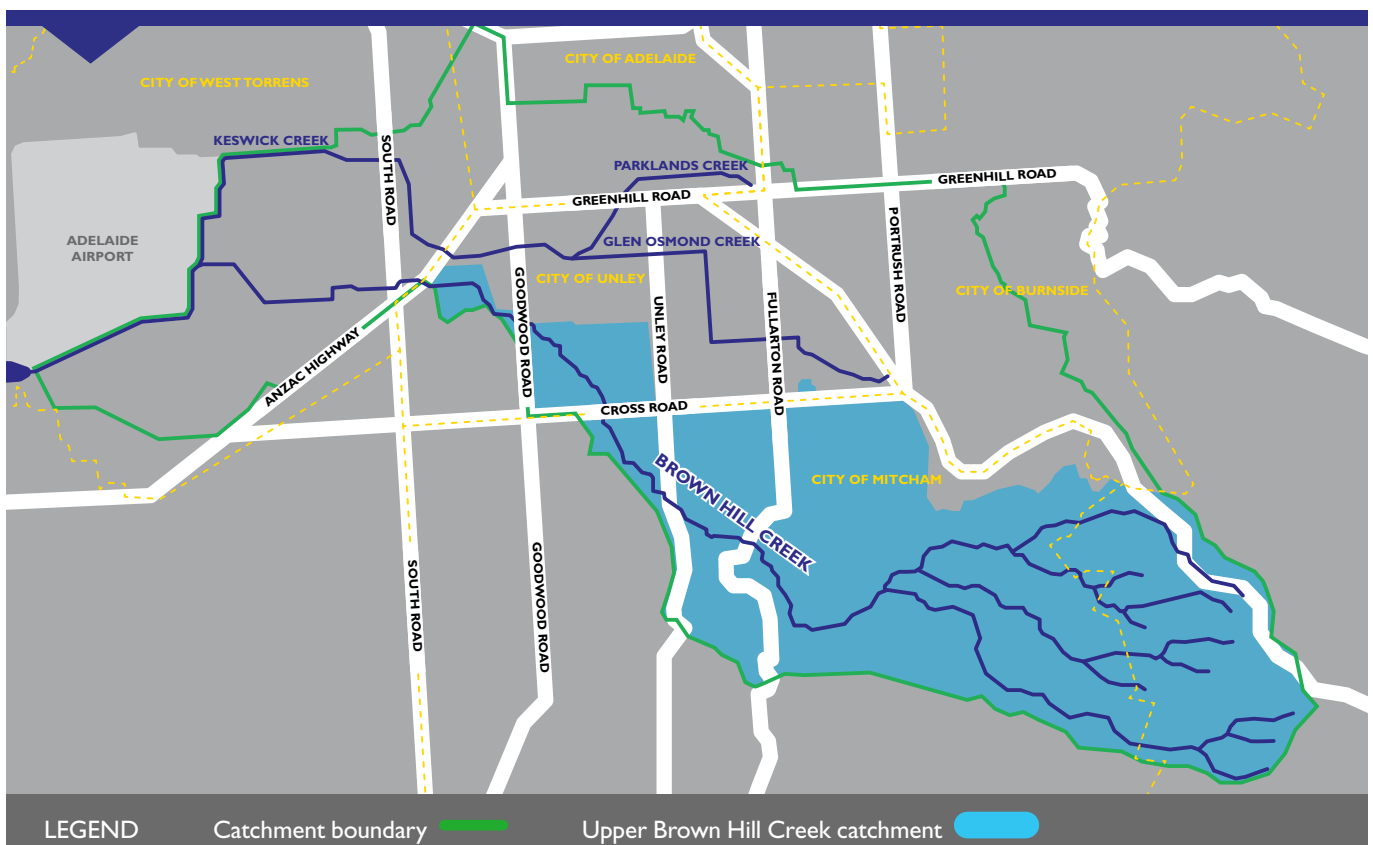 CITY OF WEST TORRENS
CITY OF ADELAIDE
KESWICK CREEK
SOUTH ROAD
PARKLANDS CREEK
GREENHILL ROAD
GREENHILL ROAD
ADELAIDE
AIRPORT
GLEN OSMOND CREEK
PORTRUSH ROAD
CITY OF UNLEY
CITY OF BURNSIDE
GOODWOOD ROAD
UNLEY ROAD
FULLARTON ROAD
ANZAC HIGHWAY
CROSS ROAD
BROWN HILL CREEK
CITY OF MITCHAM
SOUTH ROAD
GOODWOOD ROAD
LEGEND
Catchment boundary
Upper Brown Hill Creek catchment